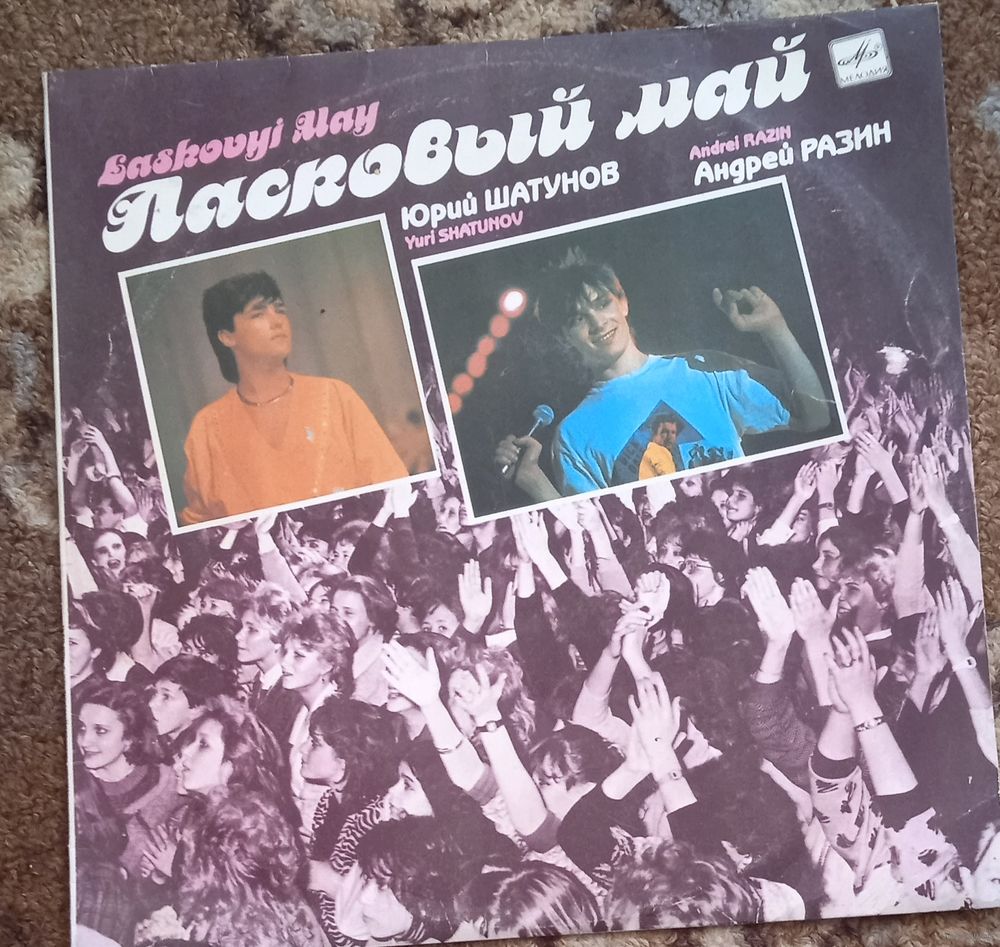 Laskovyi May
Ласковый май
МЕЛОДИЯ
Юрий ШАТУНОВ
Yuri SHATUNOV
Andrei RAZIN
Андрей РАЗИН